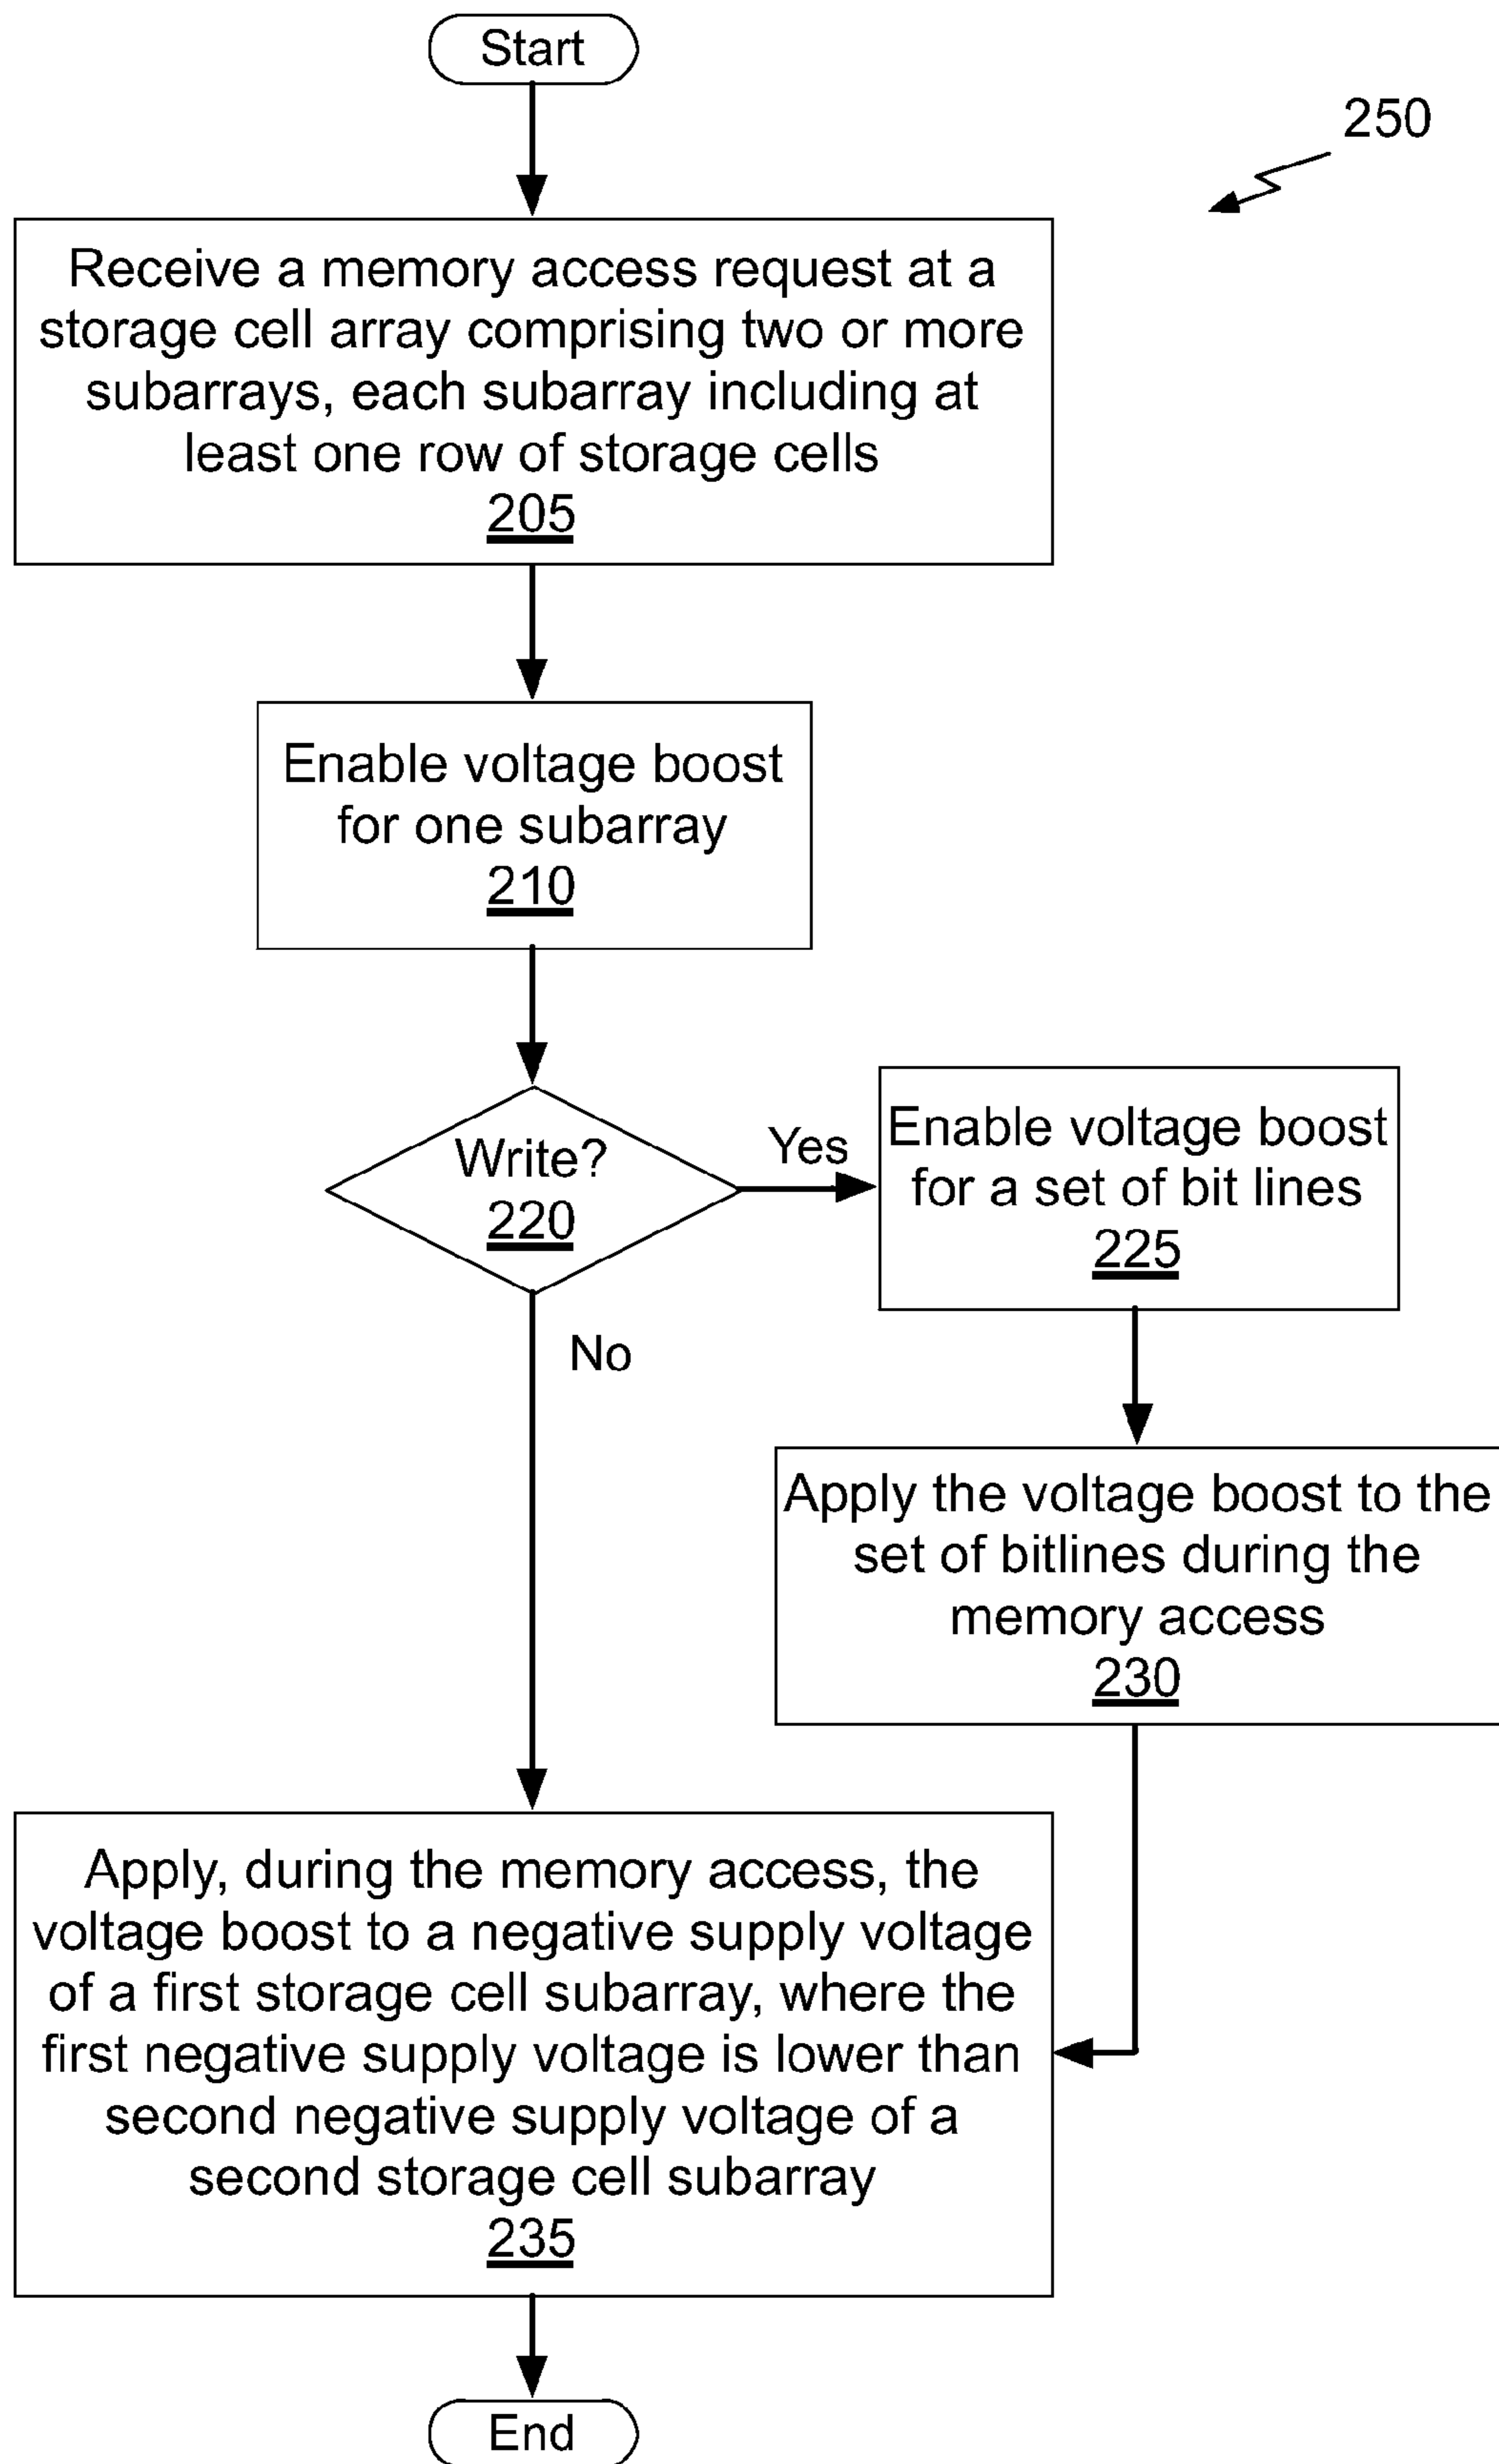 Start
250
Receive a memory access request at a
storage cell array comprising two or more
subarrays, each subarray including at
least one row of storage cells
205
Enable voltage boost
for one subarray
210
Write?
220
Yes
Enable voltage boost
for a set of bit lines
225
No
Apply the voltage boost to the
set of bitlines during the
memory access
230
Apply, during the memory access, the
voltage boost to a negative supply voltage
of a first storage cell subarray, where the
first negative supply voltage is lower than
second negative supply voltage of a
second storage cell subarray
235
End